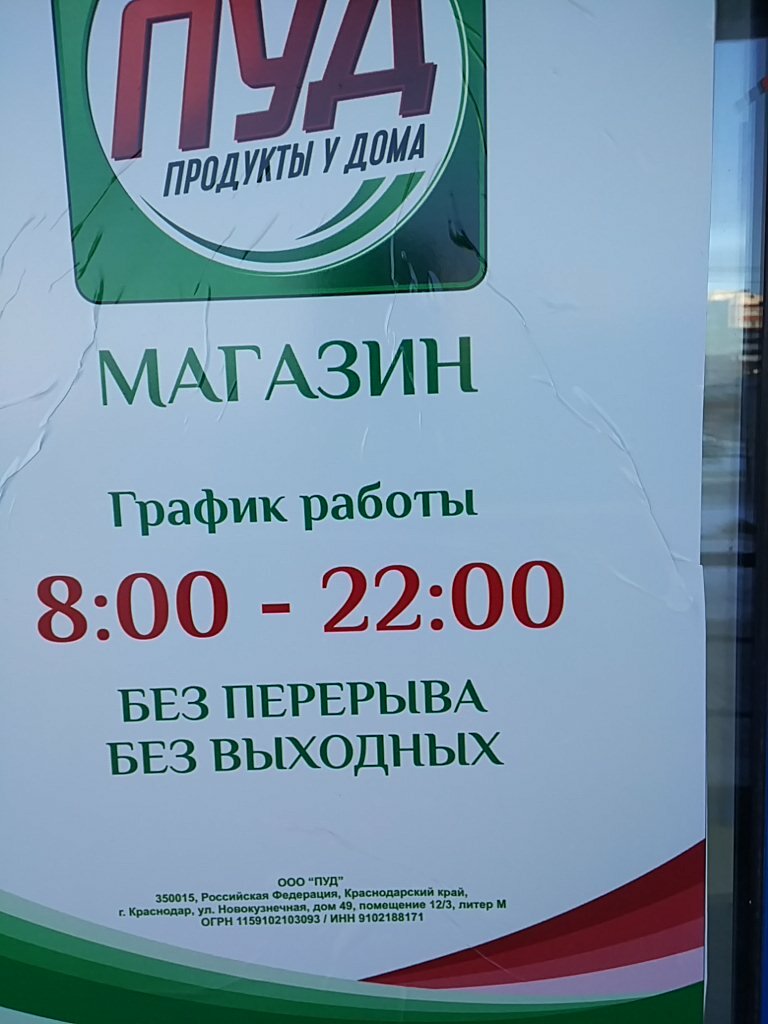 ПУД
ПРОДУКТЫ У ДОМА
МАГАЗИН
График работы
8:00 - 22:00
БЕЗ ПЕРЕРЫВА
БЕЗ ВЫХОДНЫХ
ООО "ПУД"
350015, Российская Федерация, Краснодарский край,
г. Краснодар, ул. Новокузнечная, дом 49, помещение 12/3, литер М
ОГРН 1159102103093 / ИНН 9102188171